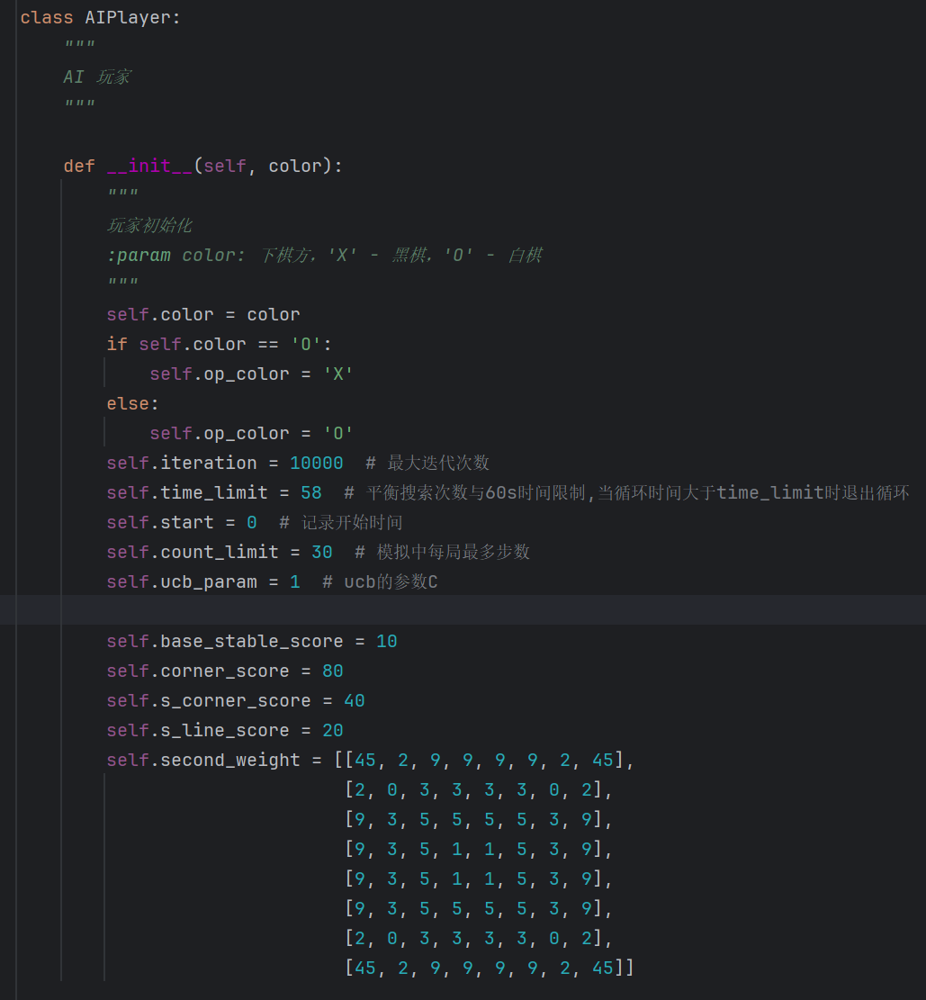 class AIPlayer:
    """
    AI 玩家
    """

    def __init__(self, color):
        """
        玩家初始化
        :param color: 下棋方，'X' - 黑棋，'O' - 白棋
        """
        self.color = color
        if self.color == 'O':
            self.op_color = 'X'
        else:
            self.op_color = 'O'
        self.iteration = 10000  # 最大迭代次数
        self.time_limit = 58  # 平衡搜索次数与60s时间限制,当循环时间大于time_limit时退出循环
        self.start = 0  # 记录开始时间
        self.count_limit = 30  # 模拟中每局最多步数
        self.ucb_param = 1  # ucb的参数C

        self.base_stable_score = 10
        self.corner_score = 80
        self.s_corner_score = 40
        self.s_line_score = 20
        self.second_weight = [[45, 2, 9, 9, 9, 9, 2, 45],
                              [2, 0, 3, 3, 3, 3, 0, 2],
                              [9, 3, 5, 5, 5, 5, 3, 9],
                              [9, 3, 5, 1, 1, 5, 3, 9],
                              [9, 3, 5, 1, 1, 5, 3, 9],
                              [9, 3, 5, 5, 5, 5, 3, 9],
                              [2, 0, 3, 3, 3, 3, 0, 2],
                              [45, 2, 9, 9, 9, 9, 2, 45]]